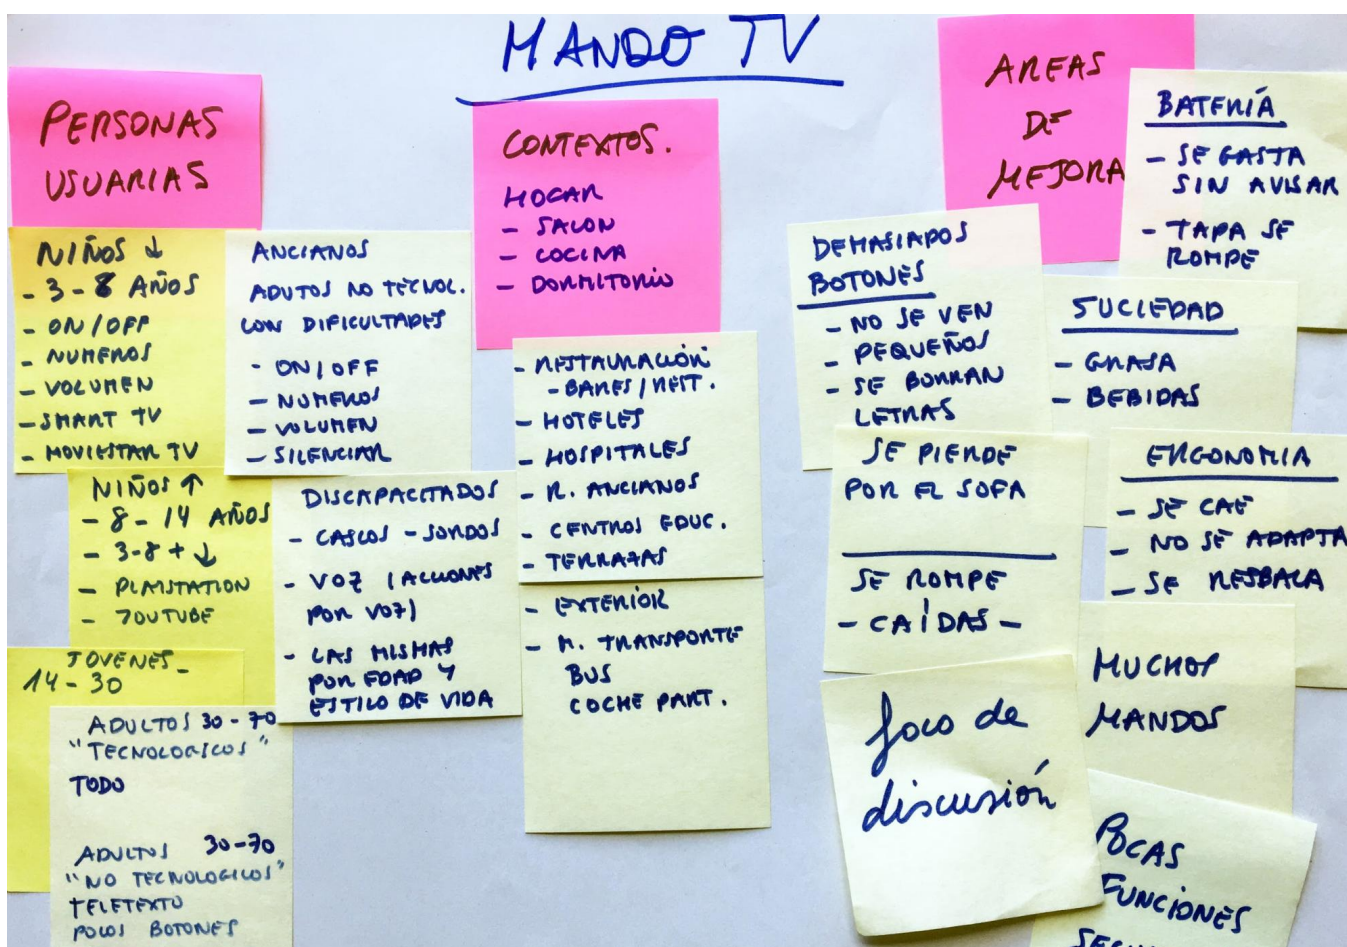 MANDO TV
PERSONAS
USUARIAS
NIÑOS ↓
- 3 - 8 AÑOS
- ON/OFF
- NUMEROS
- VOLUMEN
- SMART TV
- MOVIESTAR TV
NIÑOS ↑
- 8 - 14 AÑOS
- 3-8 + ↓
- PLAYSTATION
- YOUTUBE
JOVENES -
14 - 30
ADULTOS 30 - 70
"TECNOLOGICOS"
TODO
ADULTOS 30-70
"NO TECNOLOGICOS"
TELETEXTO
POCOS BOTONES
ANCIANOS
ADUTOS NO TECNOL.
CON DIFICULTADES
- ON/OFF
- NUMEROS
- VOLUMEN
- SILENCIAR
DISCAPACITADOS
- CASCOS - SORDOS
- VOZ (ACCIONES
POR VOZ)
- LAS MISMAS
POR EDAD Y
ESTILO DE VIDA
CONTEXTOS.
HOGAR
- SALON
- COCINA
- DORMITORIO
- RESTAURACIÓN
- BARES/REST.
- HOTELES
- HOSPITALES
- R. ANCIANOS
- CENTROS EDUC.
- TERRAZAS
- EXTERIOR
- M. TRANSPORTE
BUS
COCHE PART.
AREAS
DE
MEJORA
DEMASIADOS
BOTONES
- NO SE VEN
- PEQUEÑOS
- SE BORRAN
LETRAS
SE PIERDE
POR EL SOFA
SE ROMPE
- CAÍDAS -
foco de
discusión
BATERÍA
- SE GASTA
SIN AVISAR
- TAPA SE
ROMPE
SUCIEDAD
- GRASA
- BEBIDAS
ERGONOMIA
- SE CAE
- NO SE ADAPTA
- SE RESBALA
MUCHOS
MANDOS
POCAS
FUNCIONES